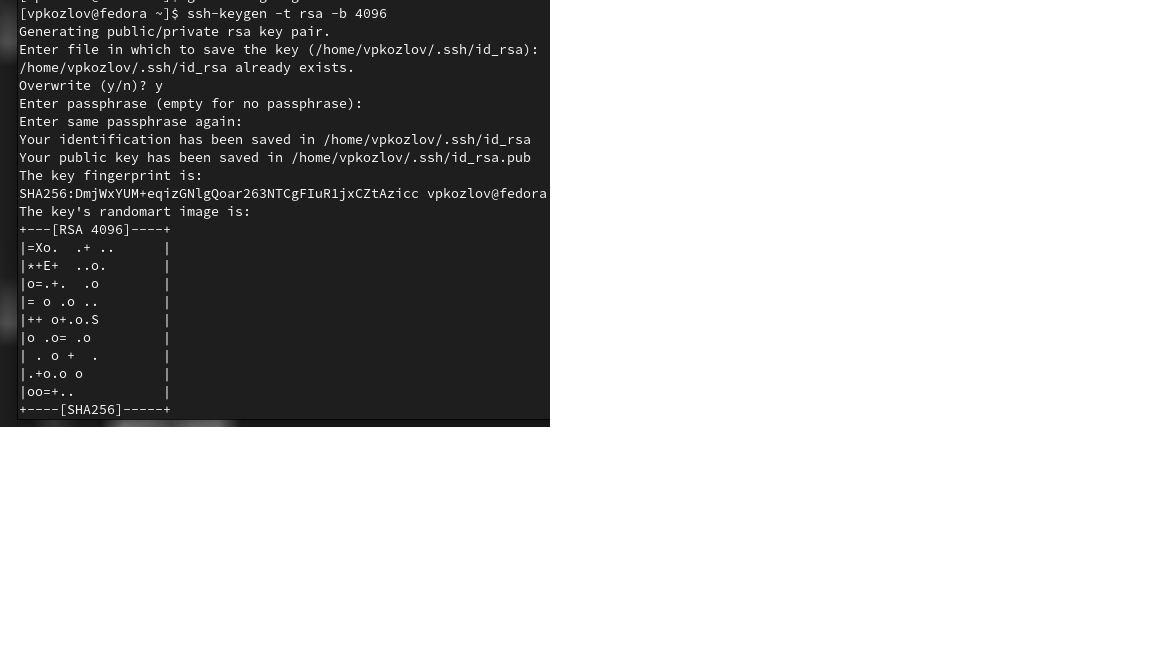 [vpkozlov@fedora ~]$ ssh-keygen -t rsa -b 4096
Generating public/private rsa key pair.
Enter file in which to save the key (/home/vpkozlov/.ssh/id_rsa):
/home/vpkozlov/.ssh/id_rsa already exists.
Overwrite (y/n)? y
Enter passphrase (empty for no passphrase):
Enter same passphrase again:
Your identification has been saved in /home/vpkozlov/.ssh/id_rsa
Your public key has been saved in /home/vpkozlov/.ssh/id_rsa.pub
The key fingerprint is:
SHA256:DmjWxYUM+eqizGNlgQoar263NTCgFIuR1jxCZtAzicc vpkozlov@fedora
The key's randomart image is:
+---[RSA 4096]----+
|=Xo.  .+ ..      |
|*+E+  ..o.       |
|o=.+.  .o        |
|= o .o ..        |
|++ o+.o.S        |
|o .o= .o         |
| . o +  .        |
|.+o.o o          |
|oo=+..           |
+----[SHA256]-----+